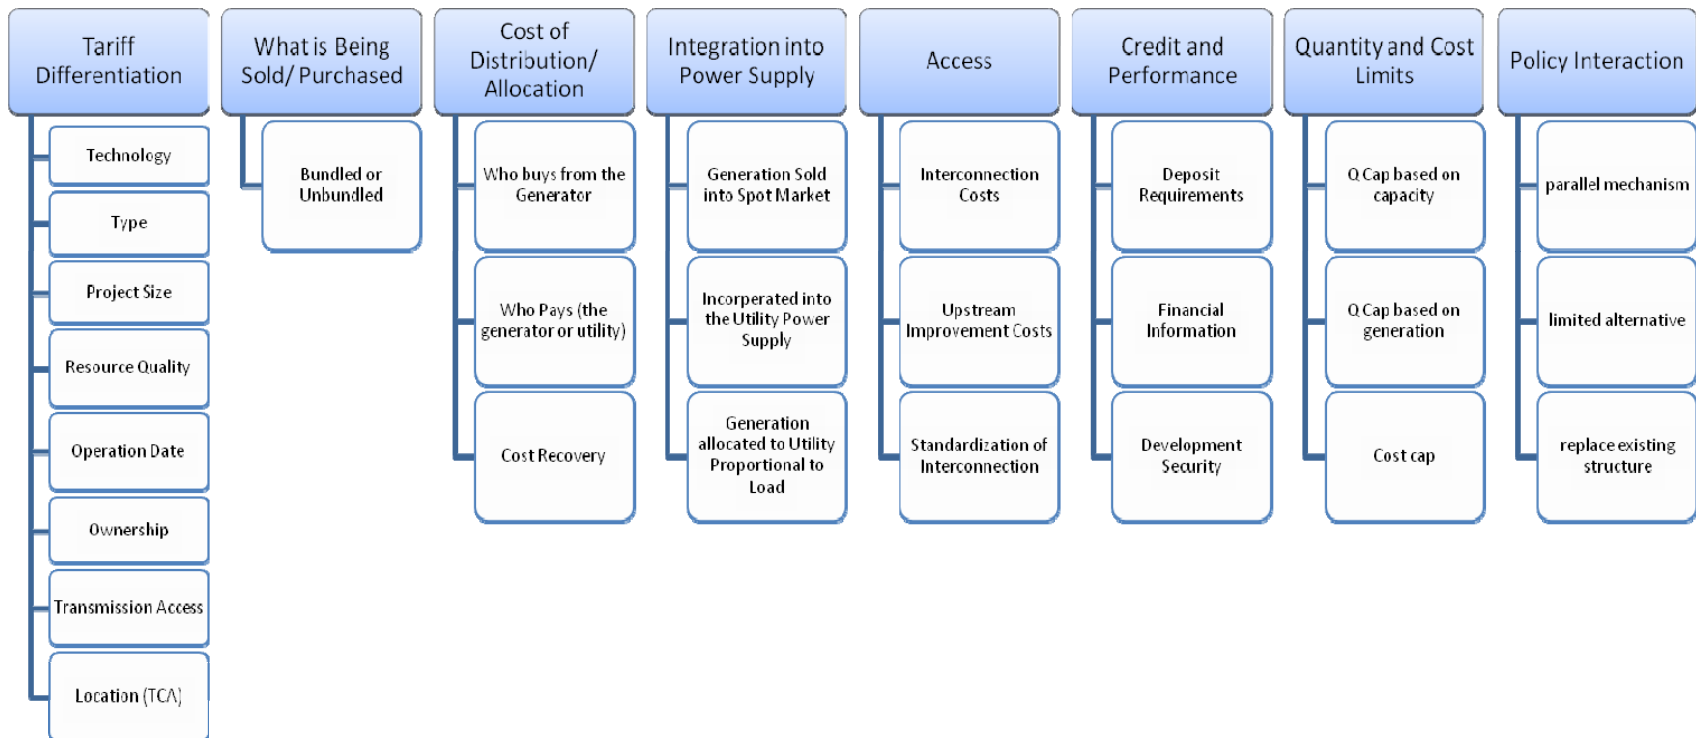 Tariff
Differentiation
Technology
Type
Project Size
Resource Quality
Operation Date
Ownership
Transmission Access
Location (TCA)
What is Being
Sold/ Purchased
Bundled or
Unbundled
Cost of
Distribution/
Allocation
Who buys from the
Generator
Who Pays (the
generator or utility)
Cost Recovery
Integration into
Power Supply
Generation Sold
into Spot Market
Incorperated into
the Utility Power
Supply
Generation
allocated to Utility
Proportional to
Load
Access
Interconnection
Costs
Upstream
Improvement Costs
Standardization of
Interconnection
Credit and
Performance
Deposit
Requirements
Financial
Information
Development
Security
Quantity and Cost
Limits
Q Cap based on
capacity
Q Cap based on
generation
Cost cap
Policy Interaction
parallel mechanism
limited alternative
replace existing
structure